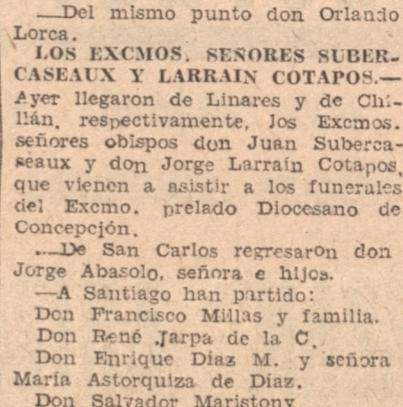 —Del mismo punto don Orlando
Lorca.
LOS EXCMOS. SEÑORES SUBER-
CASEAUX Y LARRAIN COTAPOS.—
Ayer llegaron de Linares y de Chi-
llán, respectivamente, los Excmos.
señores obispos don Juan Suberca-
seaux y don Jorge Larraín Cotapos,
que vienen a asistir a los funerales
del Excmo. prelado Diocesano de
Concepción.
—De San Carlos regresaron don
Jorge Abasolo, señora e hijos.
—A Santiago han partido:
Don Francisco Millas y familia.
Don René Jarpa de la C.
Don Enrique Díaz M. y señora
María Astorquiza de Díaz.
Don Salvador Maristony